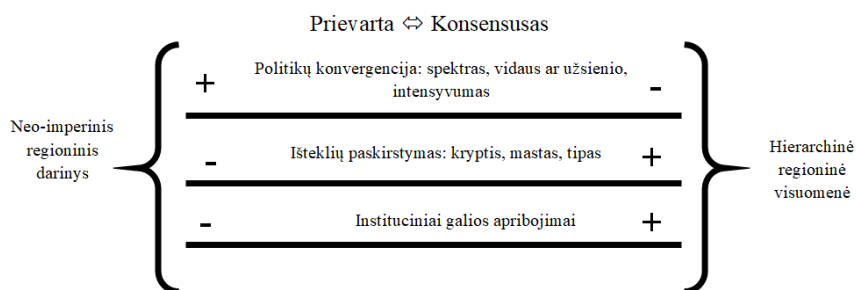 Prievarta ⇔ Konsensusas
+
Politikų konvergencija: spektras, vidaus ar užsienio,
intensyvumas
-
Neo-imperinis
regioninis
darinys
-
Išteklių paskirstymas: kryptis, mastas, tipas
+
Hierarchinė
regioninė
visuomenė
-
Instituciniai galios apribojimai
+